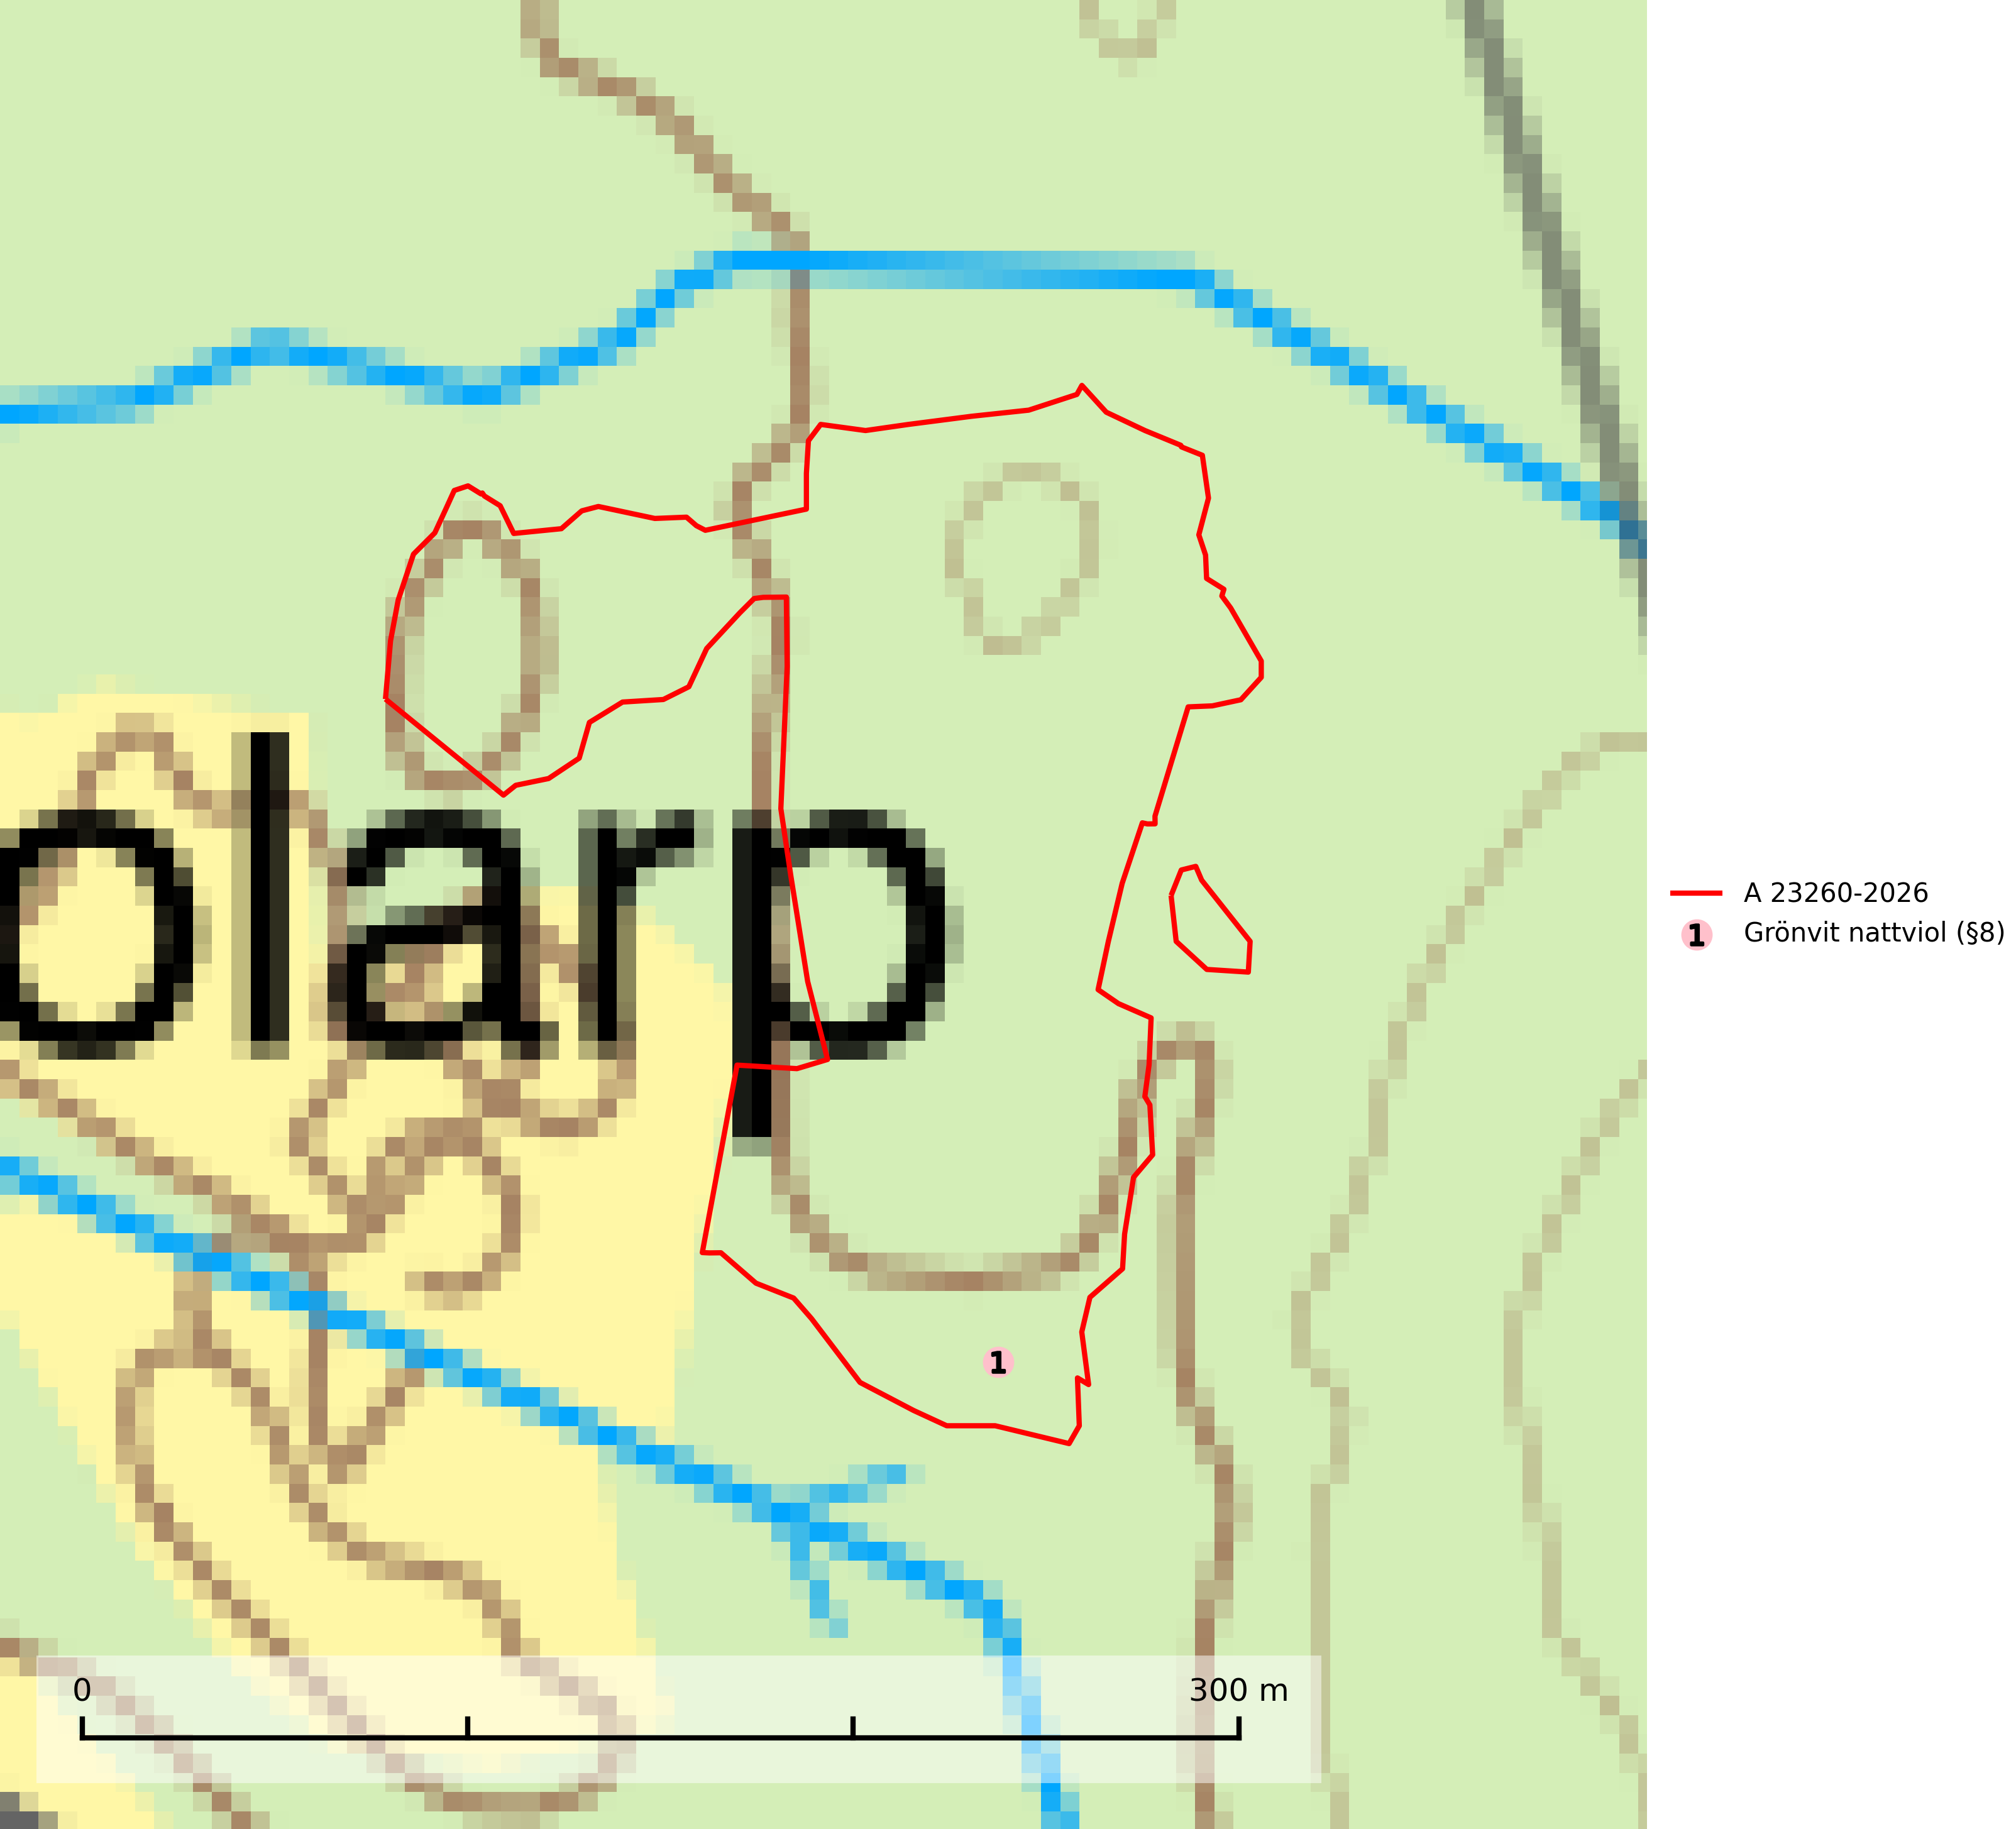 olarp
1
A 23260-2026
1 Grönvit nattviol (§8)
0 300 m